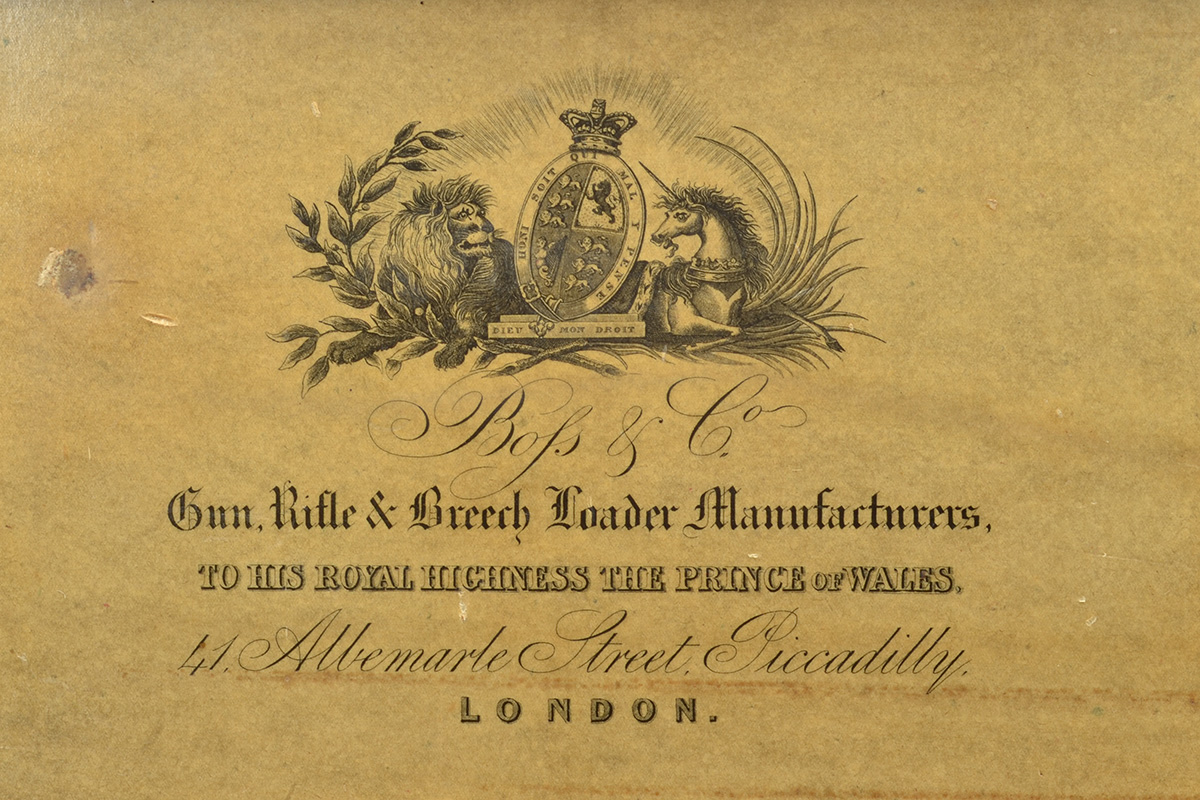 HONI SOIT QUI MAL Y PENSE
DIEU MON DROIT
Boſs & Co.
Gun, Rifle & Breech Loader Manufacturers,
TO HIS ROYAL HIGHNESS THE PRINCE OF WALES,
41, Albemarle Street, Piccadilly,
LONDON.